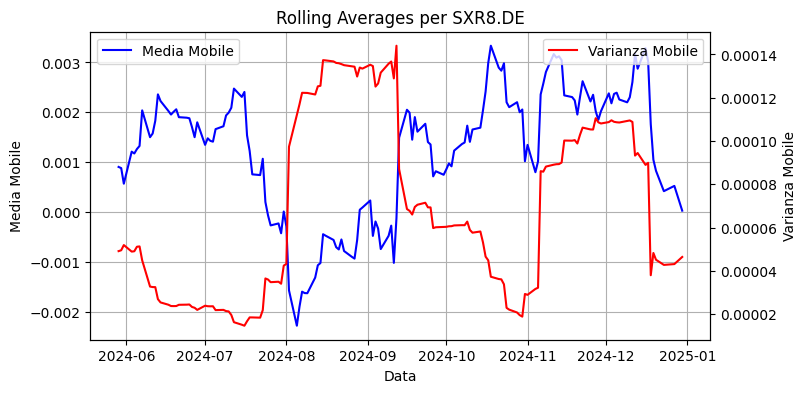 Rolling Averages per SXR8.DE
Media Mobile
Varianza Mobile
Media Mobile
0.003
0.002
0.001
0.000
−0.001
−0.002
0.00014
0.00012
0.00010
0.00008
0.00006
0.00004
0.00002
Varianza Mobile
2024-06 2024-07 2024-08 2024-09 2024-10 2024-11 2024-12 2025-01
Data